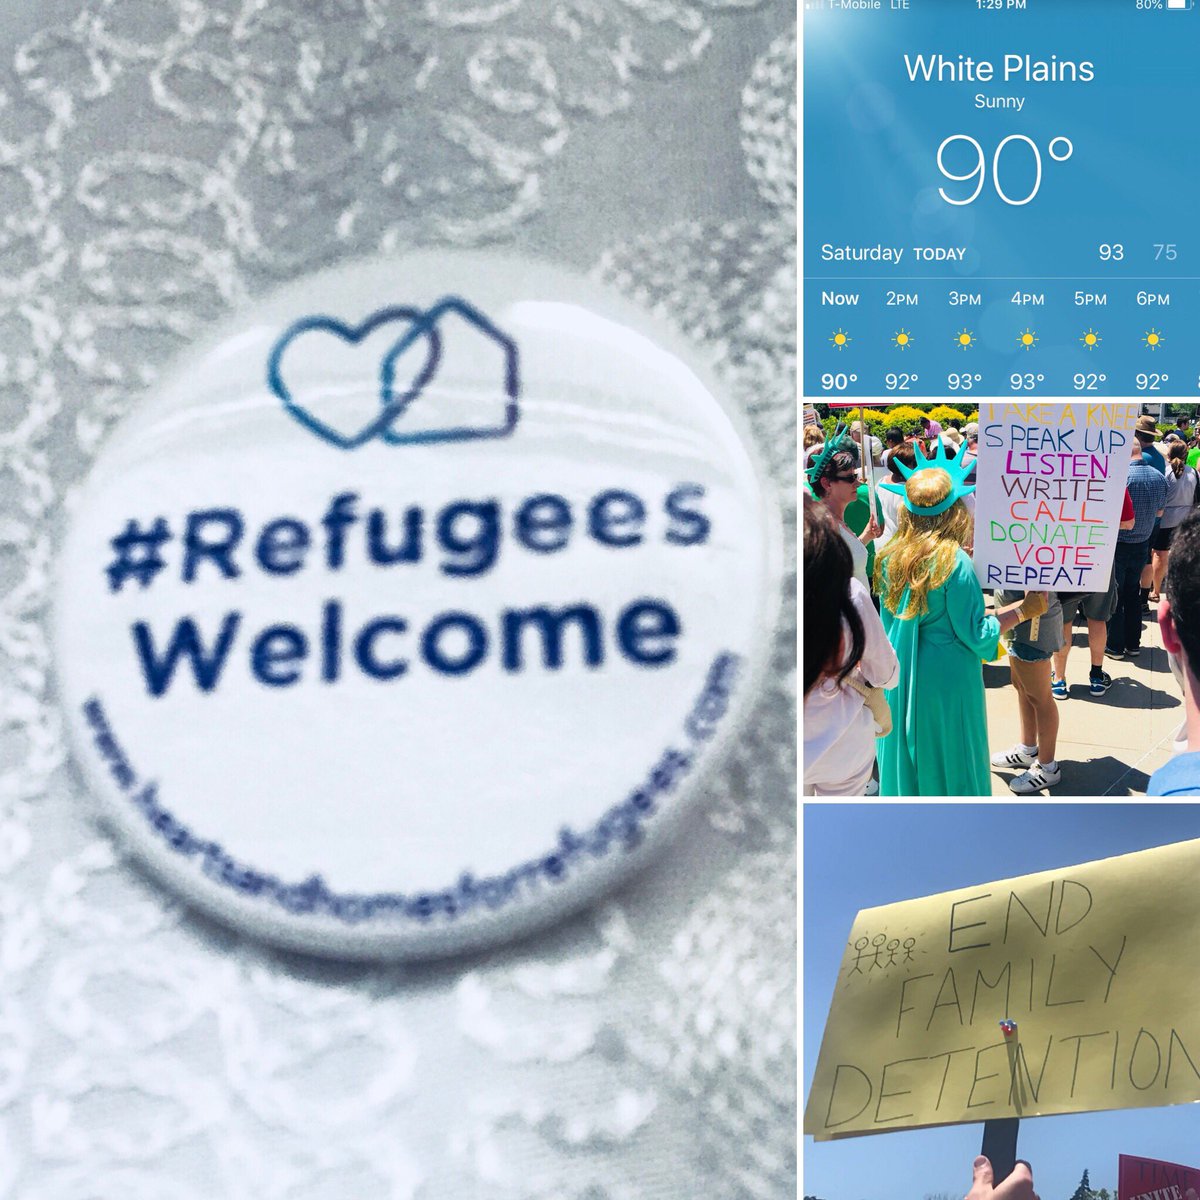 #Refugees
Welcome
www.heartsandhomesforrefugees.com
T-Mobile LTE 1:29 PM 80%
White Plains
Sunny
90°
Saturday TODAY 93 75
Now 2PM 3PM 4PM 5PM 6PM
90° 92° 93° 93° 92° 92°
TAKE A KNEE
SPEAK UP.
LISTEN.
WRITE
CALL
DONATE
VOTE.
REPEAT.
END
FAMILY
DETENTION
UNITE